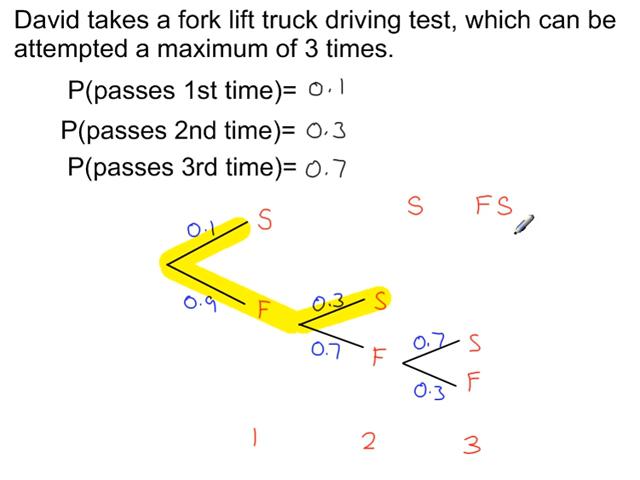 David takes a fork lift truck driving test, which can be
attempted a maximum of 3 times.
P(passes 1st time)= 0.1
P(passes 2nd time)= 0.3
P(passes 3rd time)= 0.7
S FS
0.1 S
0.9 F 0.3 S
0.7 F 0.7 S
0.3 F
1 2 3